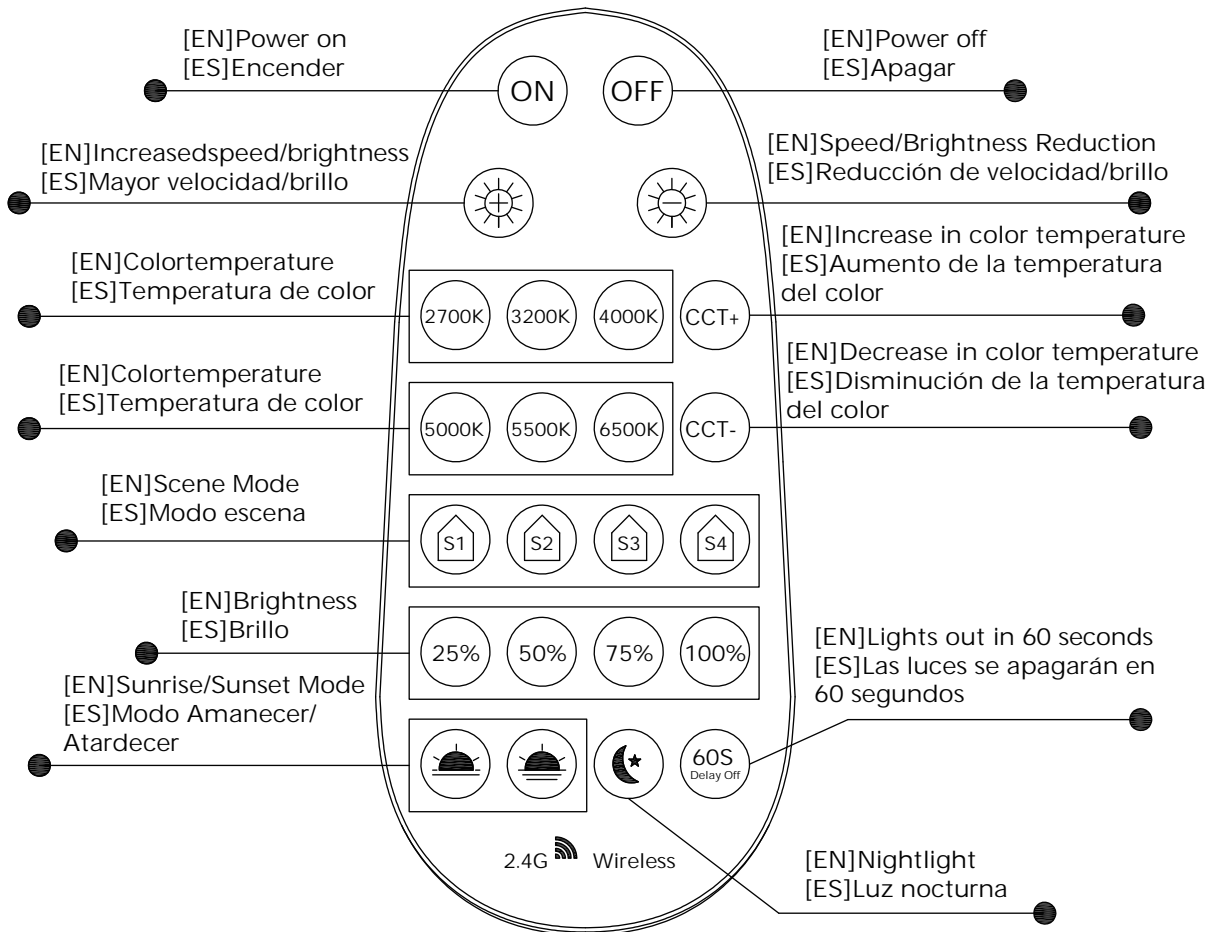 [EN]Power on
[ES]Encender
[EN]Power off
[ES]Apagar
ON
OFF
[EN]Increasedspeed/brightness
[ES]Mayor velocidad/brillo
[EN]Speed/Brightness Reduction
[ES]Reducción de velocidad/brillo
[EN]Colortemperature
[ES]Temperatura de color
2700K 3200K 4000K CCT+
[EN]Increase in color temperature
[ES]Aumento de la temperatura
del color
[EN]Colortemperature
[ES]Temperatura de color
5000K 5500K 6500K CCT-
[EN]Decrease in color temperature
[ES]Disminución de la temperatura
del color
[EN]Scene Mode
[ES]Modo escena
S1 S2 S3 S4
[EN]Brightness
[ES]Brillo
25% 50% 75% 100%
[EN]Lights out in 60 seconds
[ES]Las luces se apagarán en
60 segundos
[EN]Sunrise/Sunset Mode
[ES]Modo Amanecer/
Atardecer
60S
Delay Off
2.4G Wireless
[EN]Nightlight
[ES]Luz nocturna